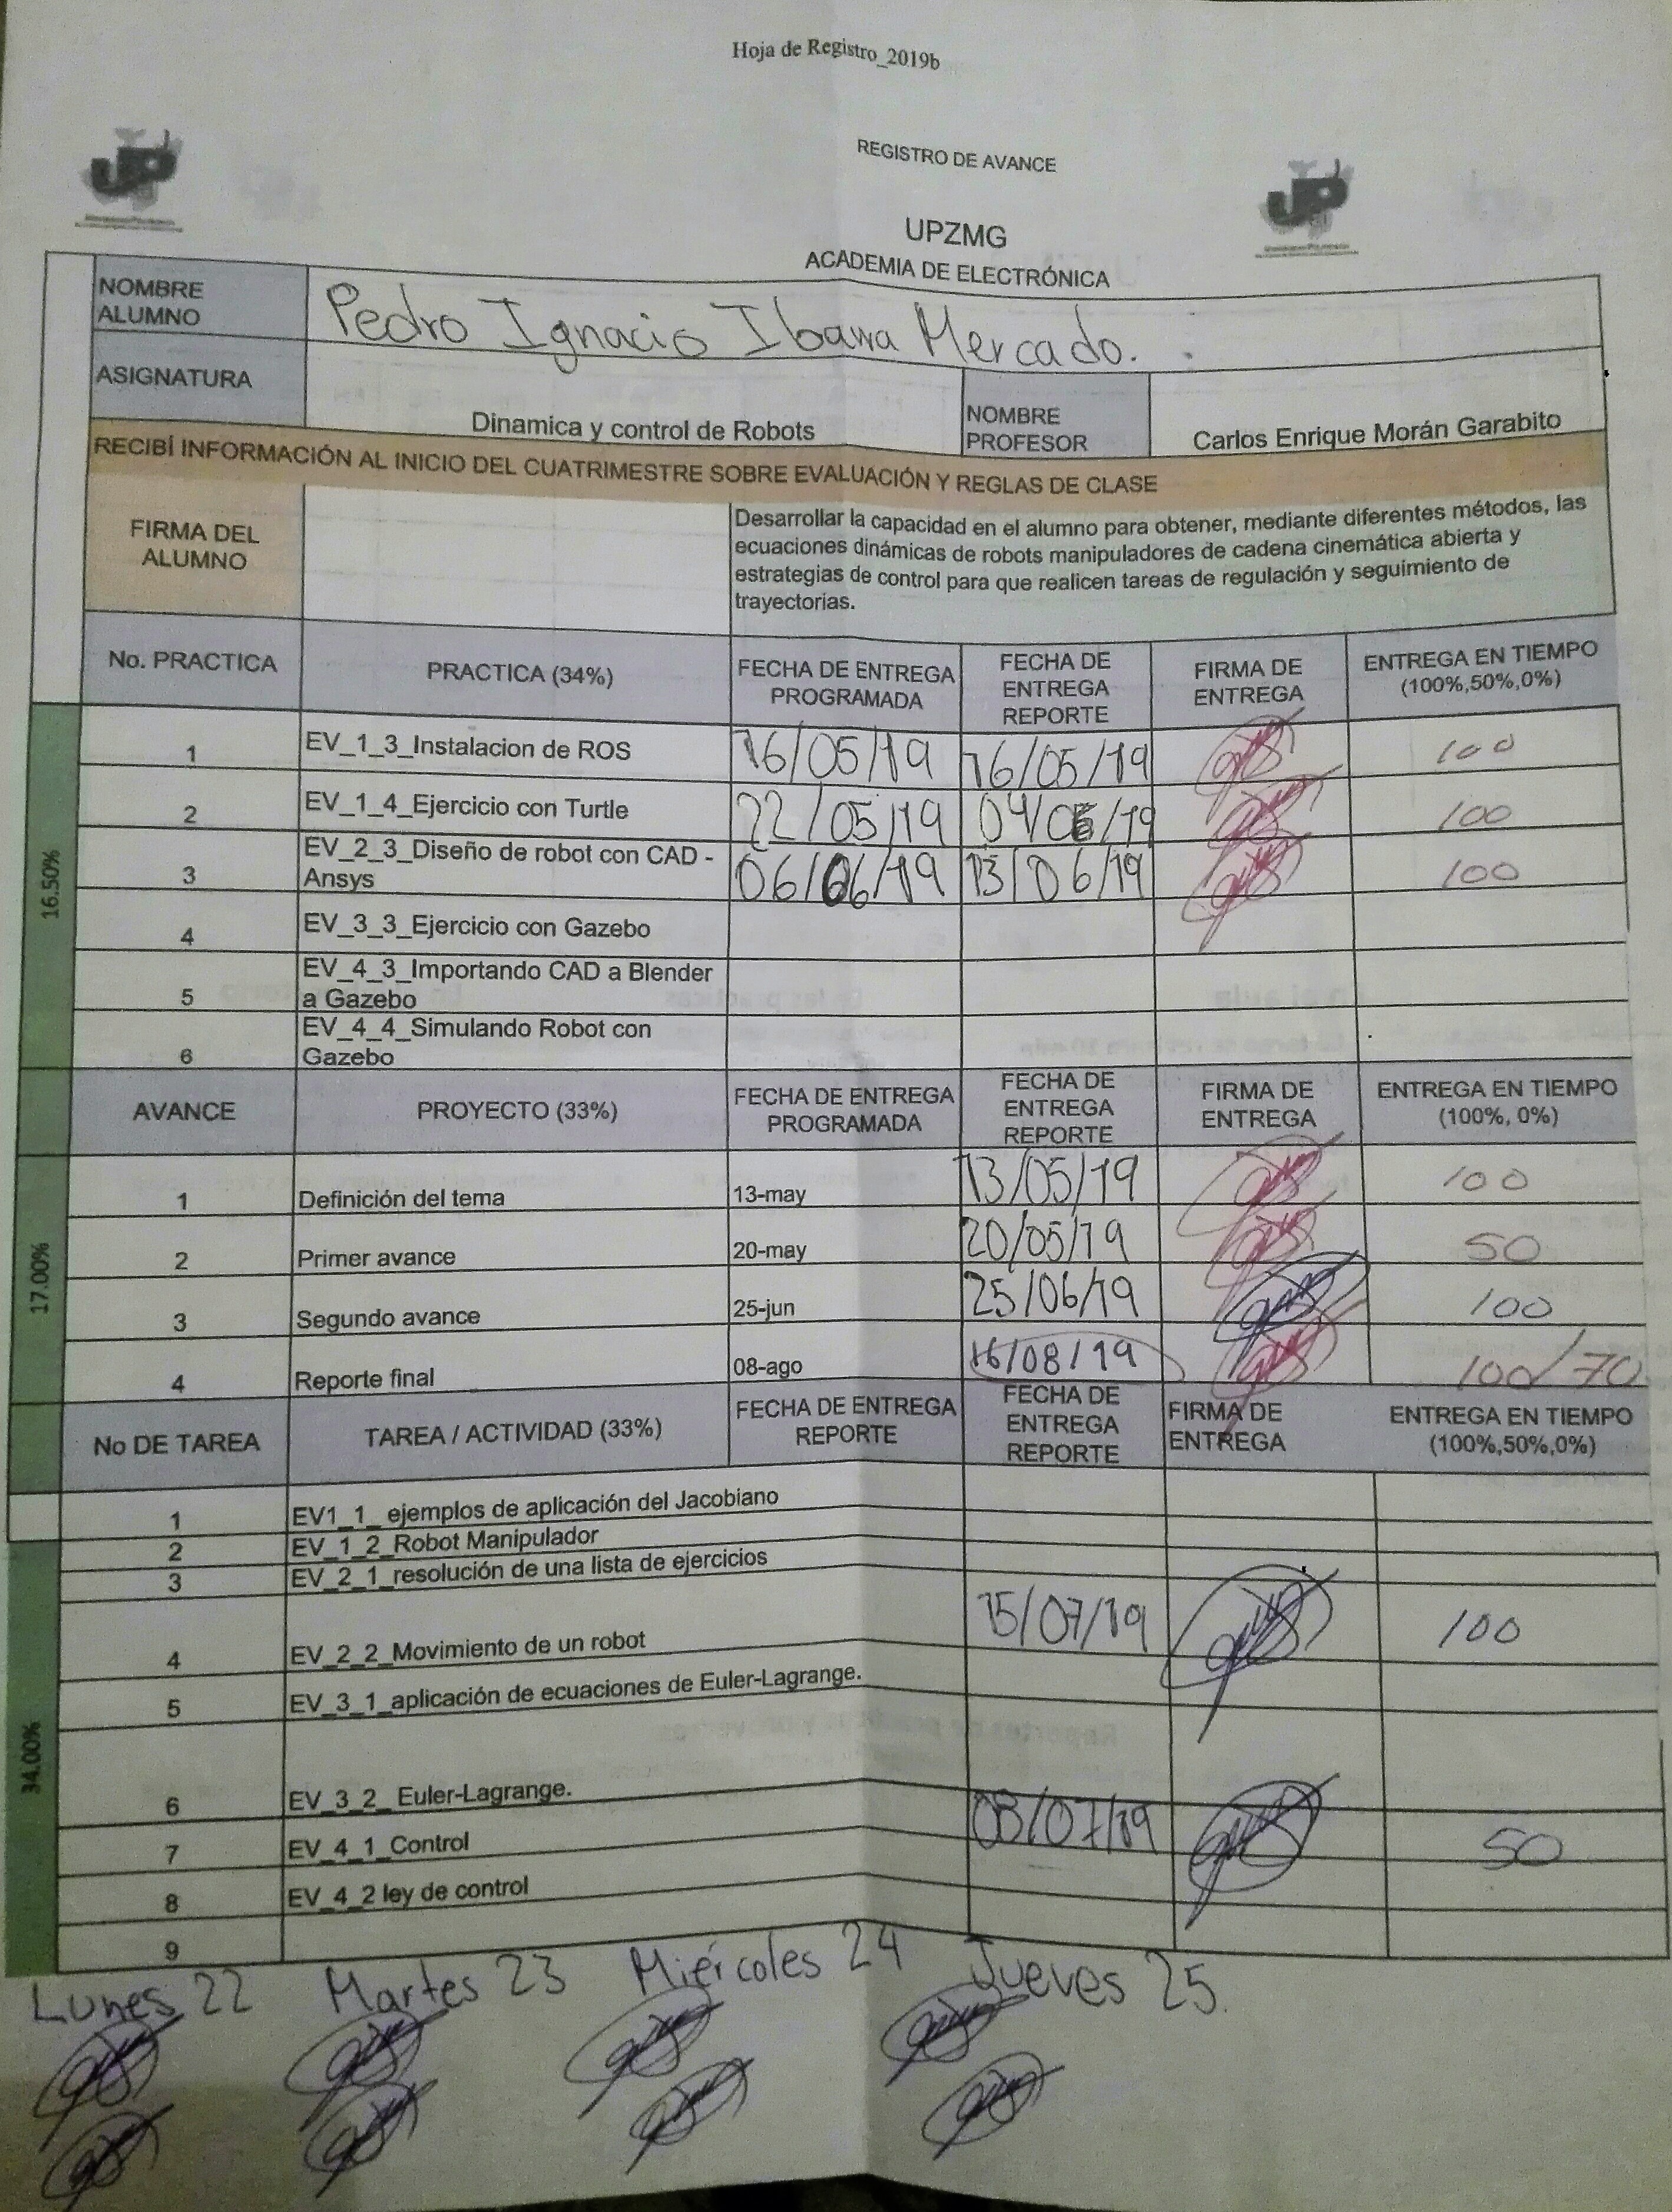 Hoja de Registro_2019b
REGISTRO DE AVANCE
UPZMG
ACADEMIA DE ELECTRÓNICA
NOMBRE ALUMNO Pedro Ignacio Ibarra Mercado.
ASIGNATURA Dinamica y control de Robots NOMBRE PROFESOR Carlos Enrique Morán Garabito
RECIBÍ INFORMACIÓN AL INICIO DEL CUATRIMESTRE SOBRE EVALUACIÓN Y REGLAS DE CLASE
FIRMA DEL ALUMNO
Desarrollar la capacidad en el alumno para obtener, mediante diferentes métodos, las
ecuaciones dinámicas de robots manipuladores de cadena cinemática abierta y
estrategias de control para que realicen tareas de regulación y seguimiento de
trayectorias.
No. PRACTICA PRACTICA (34%) FECHA DE ENTREGA PROGRAMADA FECHA DE ENTREGA REPORTE FIRMA DE ENTREGA ENTREGA EN TIEMPO (100%,50%,0%)
16.50%
1 EV_1_3_Instalacion de ROS 16/05/19 16/05/19 100
2 EV_1_4_Ejercicio con Turtle 22/05/19 04/06/19 100
3 EV_2_3_Diseño de robot con CAD - Ansys 06/06/19 13/06/19 100
4 EV_3_3_Ejercicio con Gazebo
5 EV_4_3_Importando CAD a Blender a Gazebo
6 EV_4_4_Simulando Robot con Gazebo
AVANCE PROYECTO (33%) FECHA DE ENTREGA PROGRAMADA FECHA DE ENTREGA REPORTE FIRMA DE ENTREGA ENTREGA EN TIEMPO (100%, 0%)
17.00%
1 Definición del tema 13-may 13/05/19 100
2 Primer avance 20-may 20/05/19 50
3 Segundo avance 25-jun 25/06/19 100
4 Reporte final 08-ago 16/08/19 100/70
No DE TAREA TAREA / ACTIVIDAD (33%) FECHA DE ENTREGA REPORTE FECHA DE ENTREGA REPORTE FIRMA DE ENTREGA ENTREGA EN TIEMPO (100%,50%,0%)
34.00%
1 EV1_1_ ejemplos de aplicación del Jacobiano
2 EV_1_2_Robot Manipulador
3 EV_2_1_resolución de una lista de ejercicios
4 EV_2_2_Movimiento de un robot 15/07/19 100
5 EV_3_1_aplicación de ecuaciones de Euler-Lagrange.
6 EV_3_2_ Euler-Lagrange.
7 EV_4_1_Control 08/07/19 50
8 EV_4_2 ley de control
9
Lunes 22 Martes 23 Miércoles 24 Jueves 25.